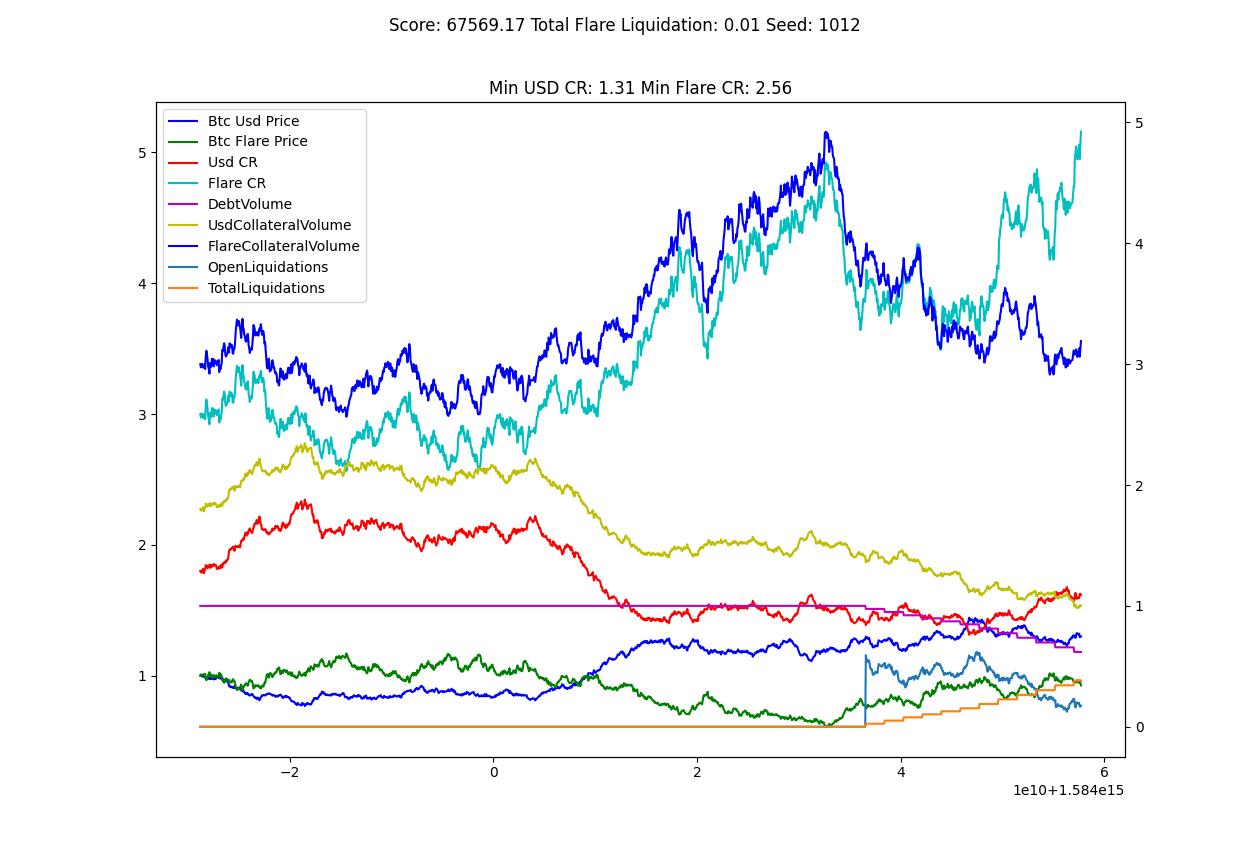 Score: 67569.17 Total Flare Liquidation: 0.01 Seed: 1012
Min USD CR: 1.31 Min Flare CR: 2.56
Btc Usd Price
Btc Flare Price
Usd CR
Flare CR
DebtVolume
UsdCollateralVolume
FlareCollateralVolume
OpenLiquidations
TotalLiquidations
5
4
3
2
1
5
4
3
2
1
0
−2
0
2
4
6
1e10+1.584e15